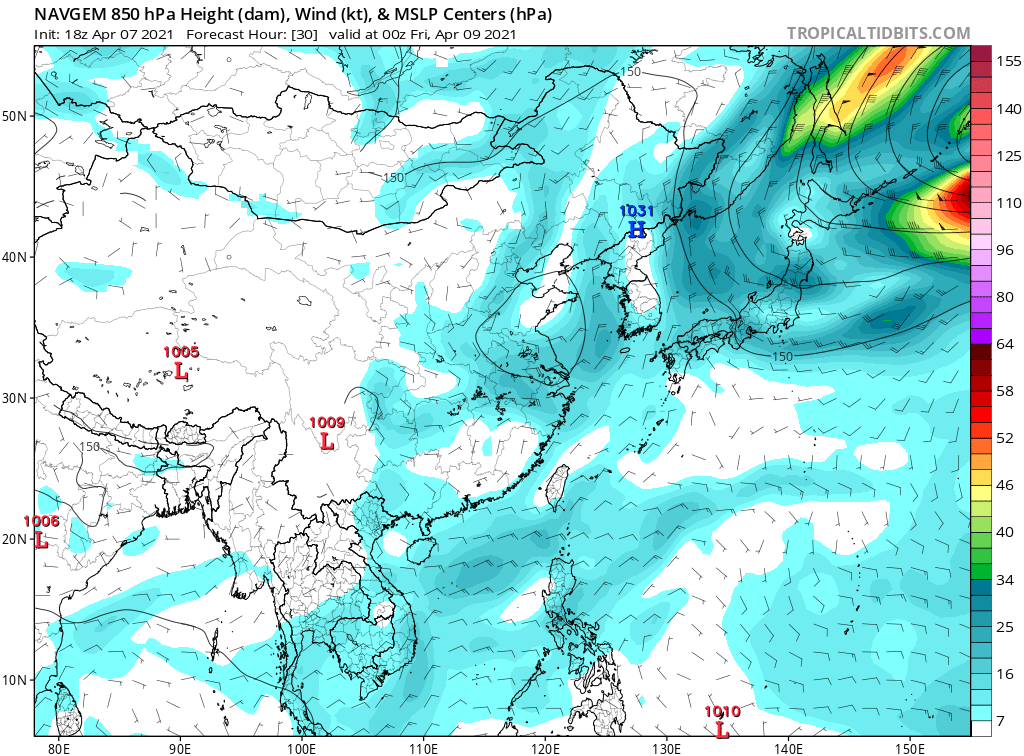 NAVGEM 850 hPa Height (dam), Wind (kt), & MSLP Centers (hPa)
Init: 18z Apr 07 2021 Forecast Hour: [30] valid at 00z Fri, Apr 09 2021
TROPICALTIDBITS.COM
50N
40N
30N
20N
10N
80E
90E
100E
110E
120E
130E
140E
150E
150
150
150
150
1031
H
1005
L
1009
L
1006
L
1010
L
155
140
125
110
96
80
64
58
52
46
40
34
25
16
7